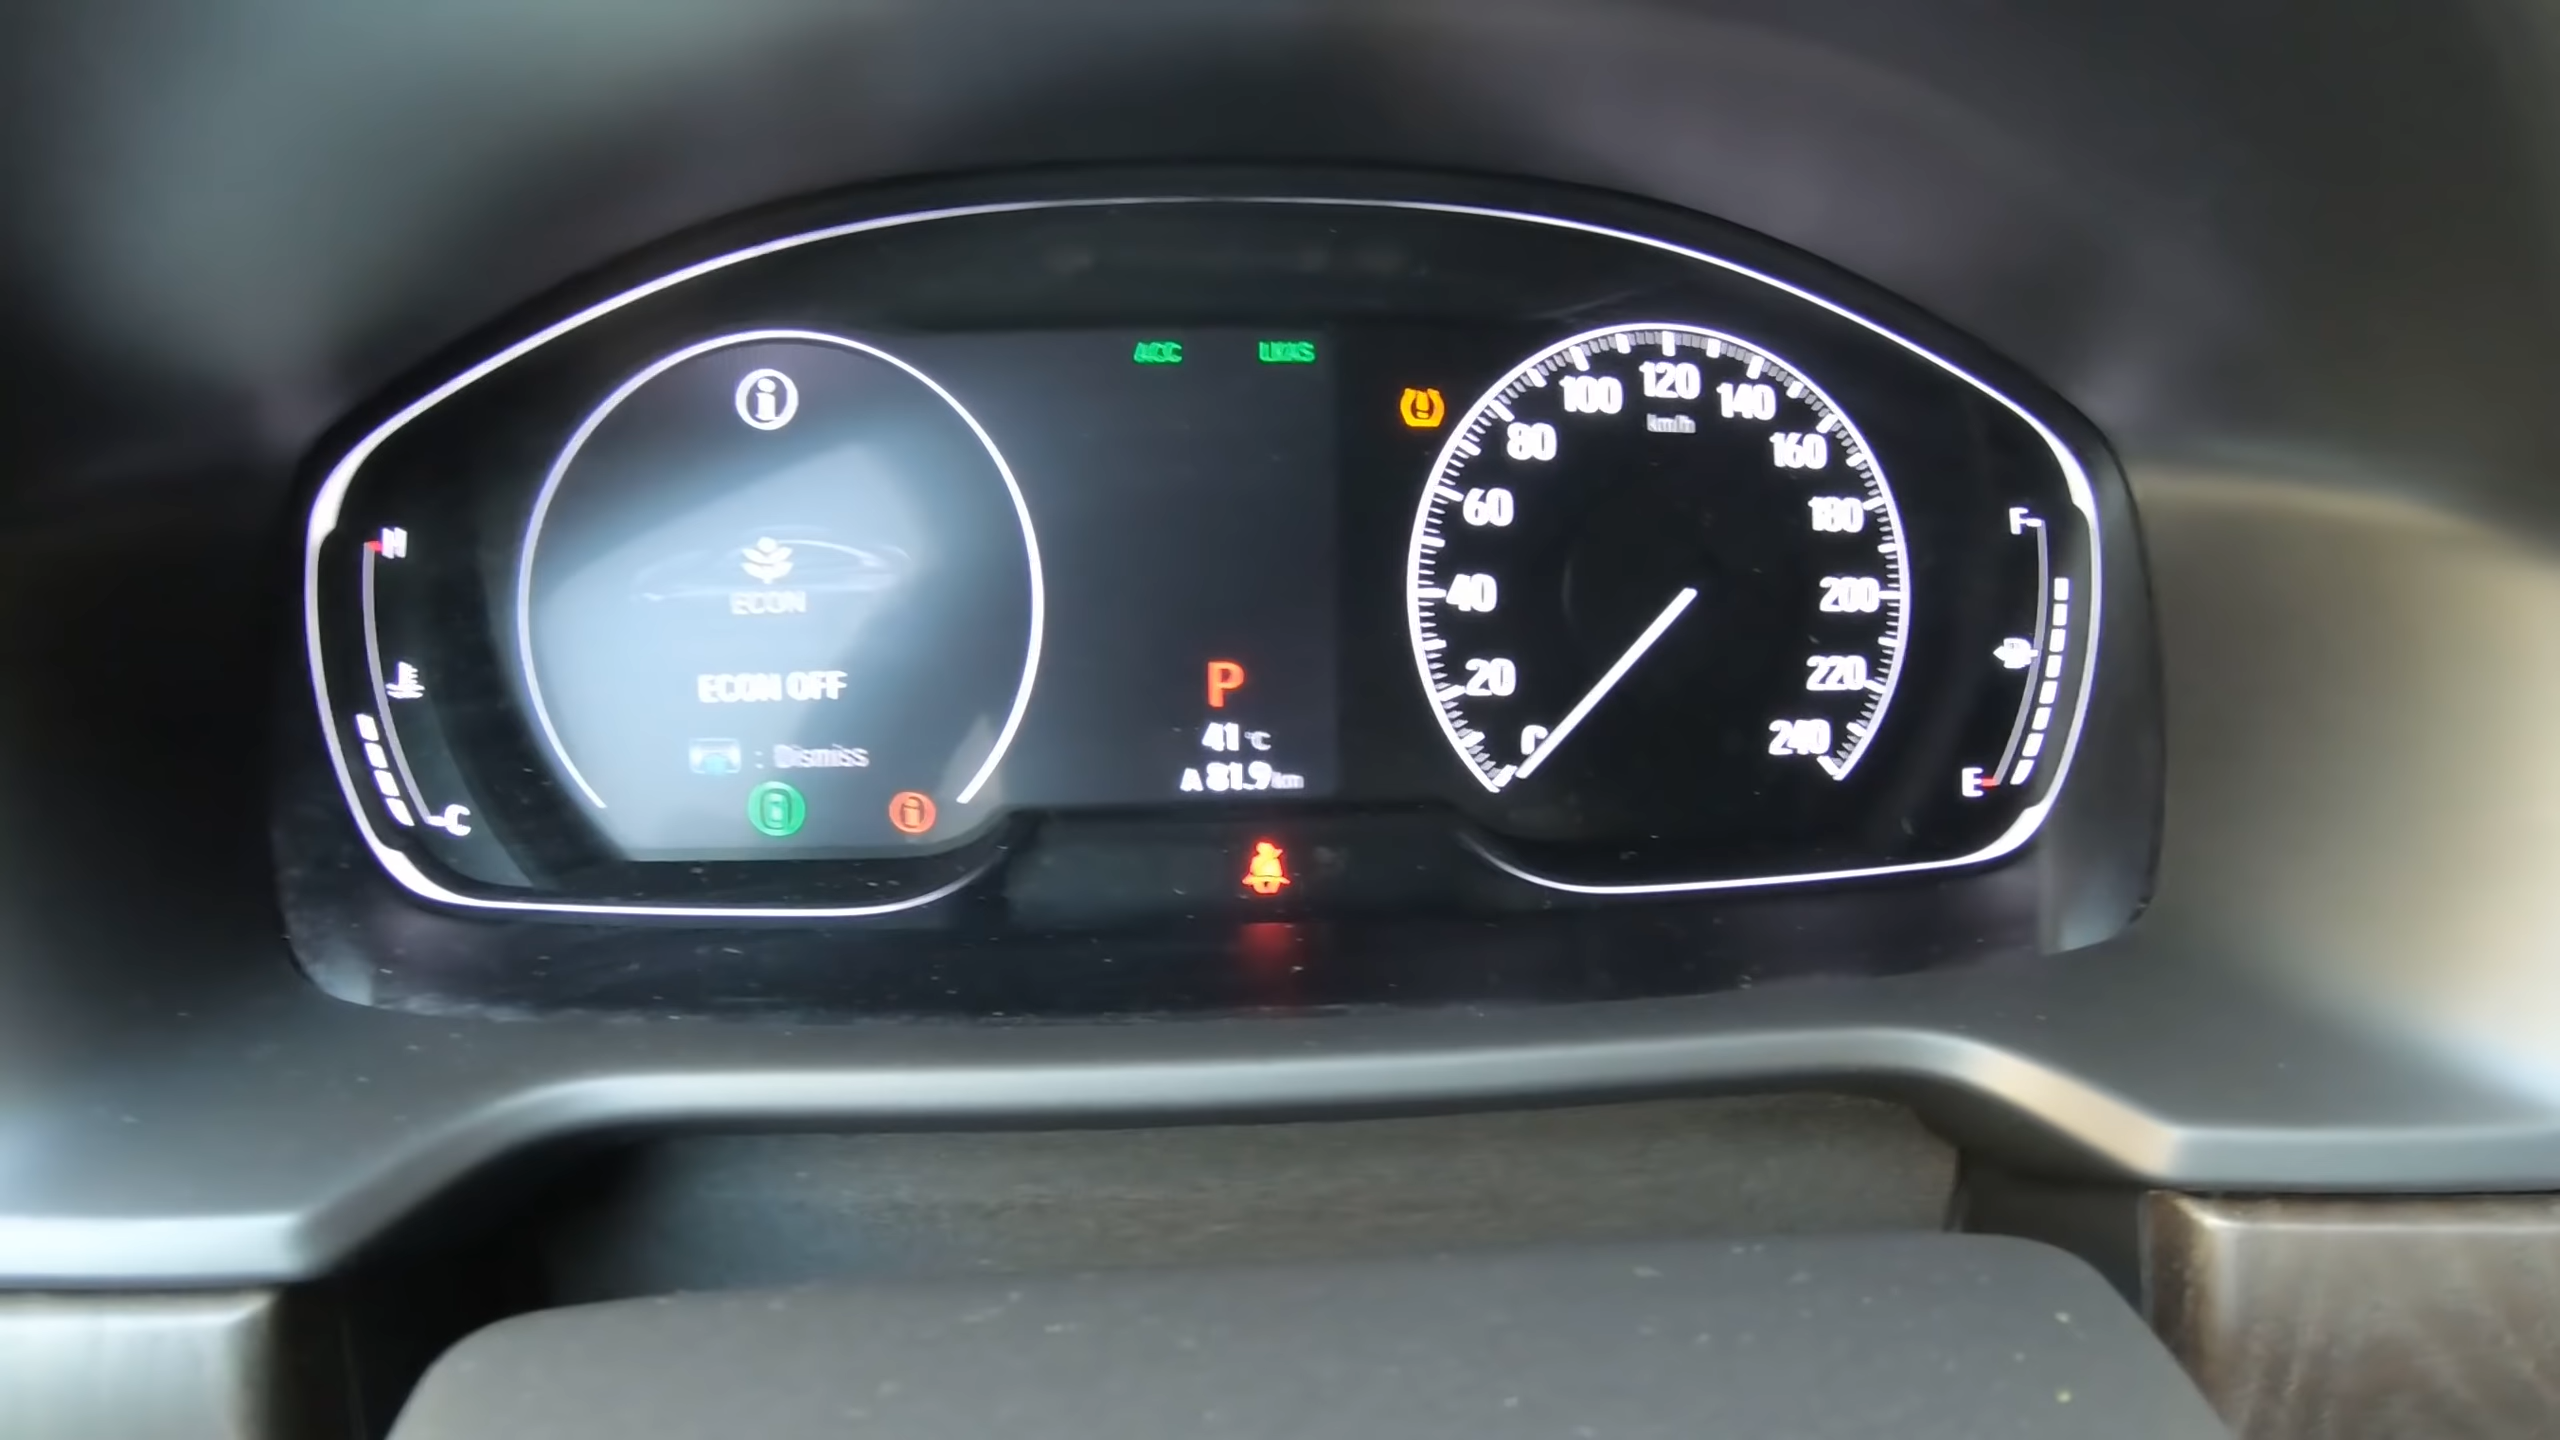 ACC LKAS
100 120 140
km/h
80 160
60 180
H F
ECON
40 200
ECON OFF
P
20 220
: Dismiss
41 °C
0 240
A 81.9 km
C E